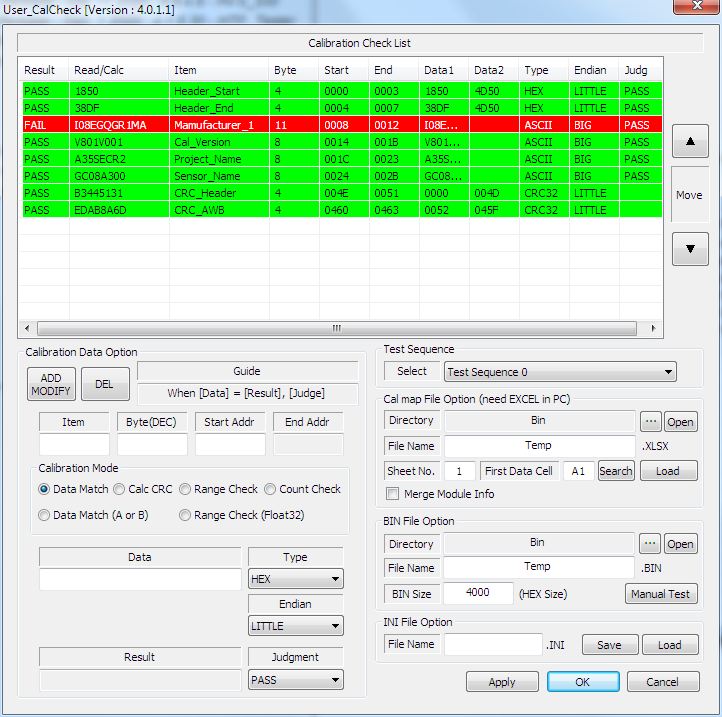 User_CalCheck [Version : 4.0.1.1]
Calibration Check List
Result Read/Calc Item Byte Start End Data1 Data2 Type Endian Judg
PASS 1850 Header_Start 4 0000 0003 1850 4D50 HEX LITTLE PASS
PASS 38DF Header_End 4 0004 0007 38DF 4D50 HEX LITTLE PASS
FAIL I08EGQGR1MA Mamufacturer_1 11 0008 0012 I08E... ASCII BIG PASS
PASS V801V001 Cal_Version 8 0014 001B V801... ASCII BIG PASS
PASS A35SECR2 Project_Name 8 001C 0023 A35S... ASCII BIG PASS
PASS GC08A300 Sensor_Name 8 0024 002B GC08... ASCII BIG PASS
PASS B3445131 CRC_Header 4 004E 0051 0000 004D CRC32 LITTLE
PASS EDAB8A6D CRC_AWB 4 0460 0463 0052 045F CRC32 LITTLE
Move
Calibration Data Option
ADD
MODIFY
DEL
Guide
When [Data] = [Result], [Judge]
Item Byte(DEC) Start Addr End Addr
Calibration Mode
Data Match Calc CRC Range Check Count Check
Data Match (A or B) Range Check (Float32)
Data Type
HEX
Endian
LITTLE
Result Judgment
PASS
Test Sequence
Select Test Sequence 0
Cal map File Option (need EXCEL in PC)
Directory Bin ... Open
File Name Temp .XLSX
Sheet No. 1 First Data Cell A1 Search Load
Merge Module Info
BIN File Option
Directory Bin ... Open
File Name Temp .BIN
BIN Size 4000 (HEX Size) Manual Test
INI File Option
File Name .INI Save Load
Apply OK Cancel